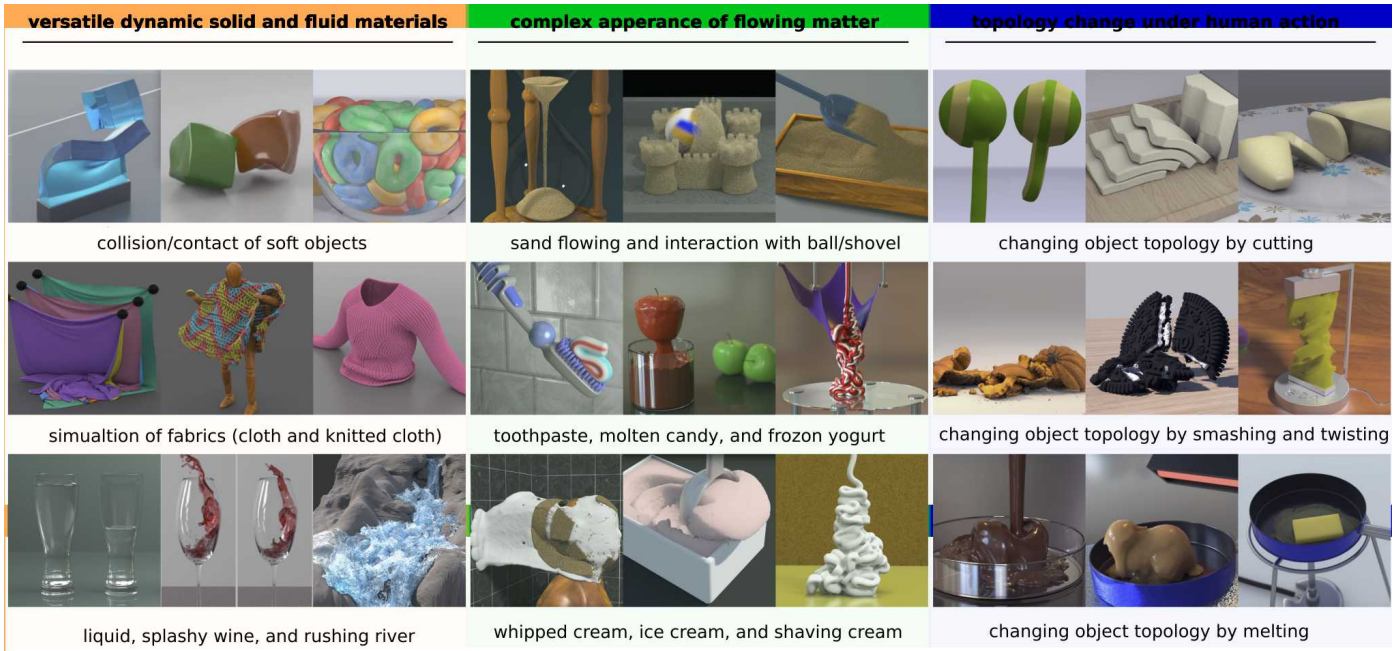 versatile dynamic solid and fluid materials
complex apperance of flowing matter
topology change under human action
collision/contact of soft objects
sand flowing and interaction with ball/shovel
changing object topology by cutting
simualtion of fabrics (cloth and knitted cloth)
toothpaste, molten candy, and frozon yogurt
changing object topology by smashing and twisting
liquid, splashy wine, and rushing river
whipped cream, ice cream, and shaving cream
changing object topology by melting